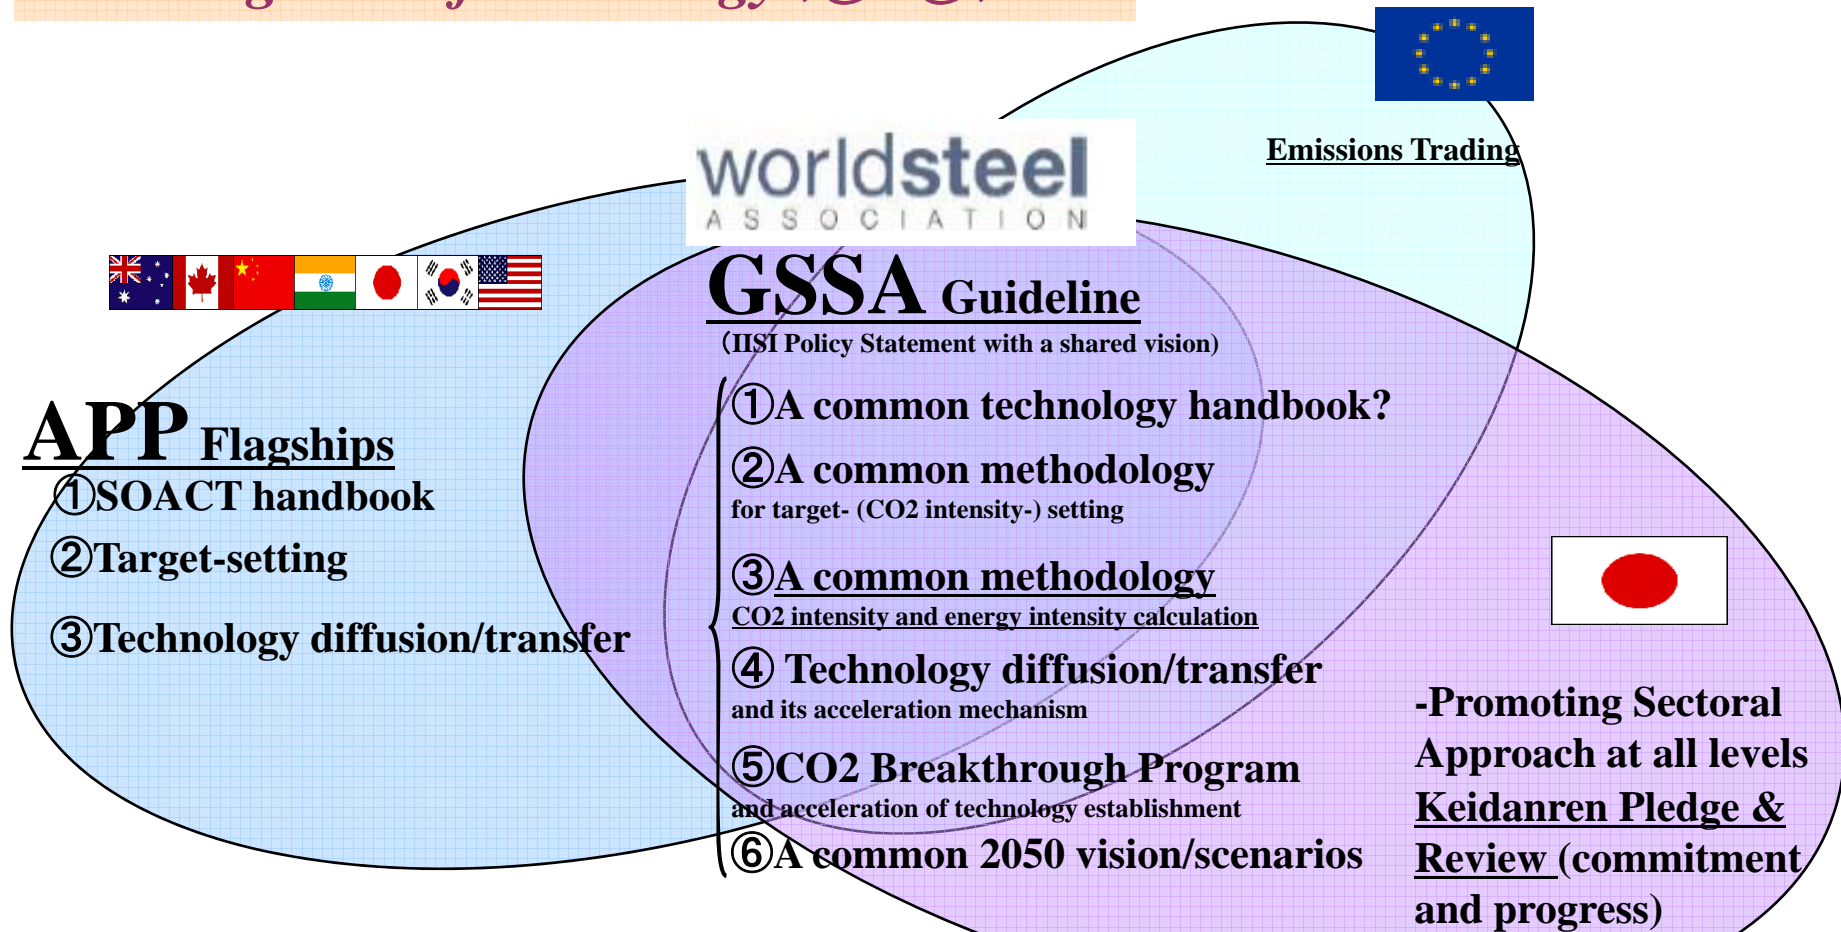 worldsteel
ASSOCIATION
Emissions Trading
GSSA Guideline
(IISI Policy Statement with a shared vision)
①A common technology handbook?
②A common methodology
for target- (CO2 intensity-) setting
③A common methodology
CO2 intensity and energy intensity calculation
④ Technology diffusion/transfer
and its acceleration mechanism
⑤CO2 Breakthrough Program
and acceleration of technology establishment
⑥A common 2050 vision/scenarios
APP Flagships
①SOACT handbook
②Target-setting
③Technology diffusion/transfer
-Promoting Sectoral
Approach at all levels
Keidanren Pledge &
Review (commitment
and progress)